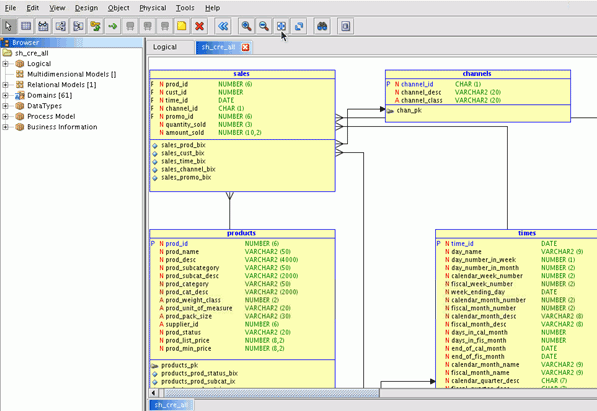 File Edit View Design Object Physical Tools Help
Browser
sh_cre_all
Logical
Multidimensional Models []
Relational Models [1]
Domains [61]
DataTypes
Process Model
Business Information
Logical sh_cre_all
sales
P N prod_id NUMBER (6)
F N cust_id NUMBER
F N time_id DATE
F N channel_id CHAR (1)
F N promo_id NUMBER (6)
N quantity_sold NUMBER (3)
N amount_sold NUMBER (10,2)
sales_prod_bix
sales_cust_bix
sales_time_bix
sales_channel_bix
sales_promo_bix
channels
P N channel_id CHAR (1)
N channel_desc VARCHAR2 (20)
A channel_class VARCHAR2 (20)
chan_pk
products
P N prod_id NUMBER (6)
N prod_name VARCHAR2 (50)
N prod_desc VARCHAR2 (4000)
N prod_subcategory VARCHAR2 (50)
N prod_subcat_desc VARCHAR2 (2000)
N prod_category VARCHAR2 (50)
N prod_cat_desc VARCHAR2 (2000)
A prod_weight_class NUMBER (2)
A prod_unit_of_measure VARCHAR2 (20)
A prod_pack_size VARCHAR2 (30)
A supplier_id NUMBER (6)
N prod_status VARCHAR2 (20)
N prod_list_price NUMBER (8,2)
N prod_min_price NUMBER (8,2)
products_pk
products_prod_status_bix
products_prod_subcat_ix
times
P N time_id DATE
N day_name VARCHAR2 (9)
N day_number_in_week NUMBER (1)
N day_number_in_month NUMBER (2)
N calendar_week_number NUMBER (2)
N fiscal_week_number NUMBER (2)
N week_ending_day DATE
N calendar_month_number NUMBER (2)
N fiscal_month_number NUMBER (2)
N calendar_month_desc VARCHAR2 (8)
N fiscal_month_desc VARCHAR2 (8)
N days_in_cal_month NUMBER
N days_in_fis_month NUMBER
N end_of_cal_month DATE
N end_of_fis_month DATE
N calendar_month_name VARCHAR2 (9)
N fiscal_month_name VARCHAR2 (9)
N calendar_quarter_desc CHAR (7)
sh_cre_all